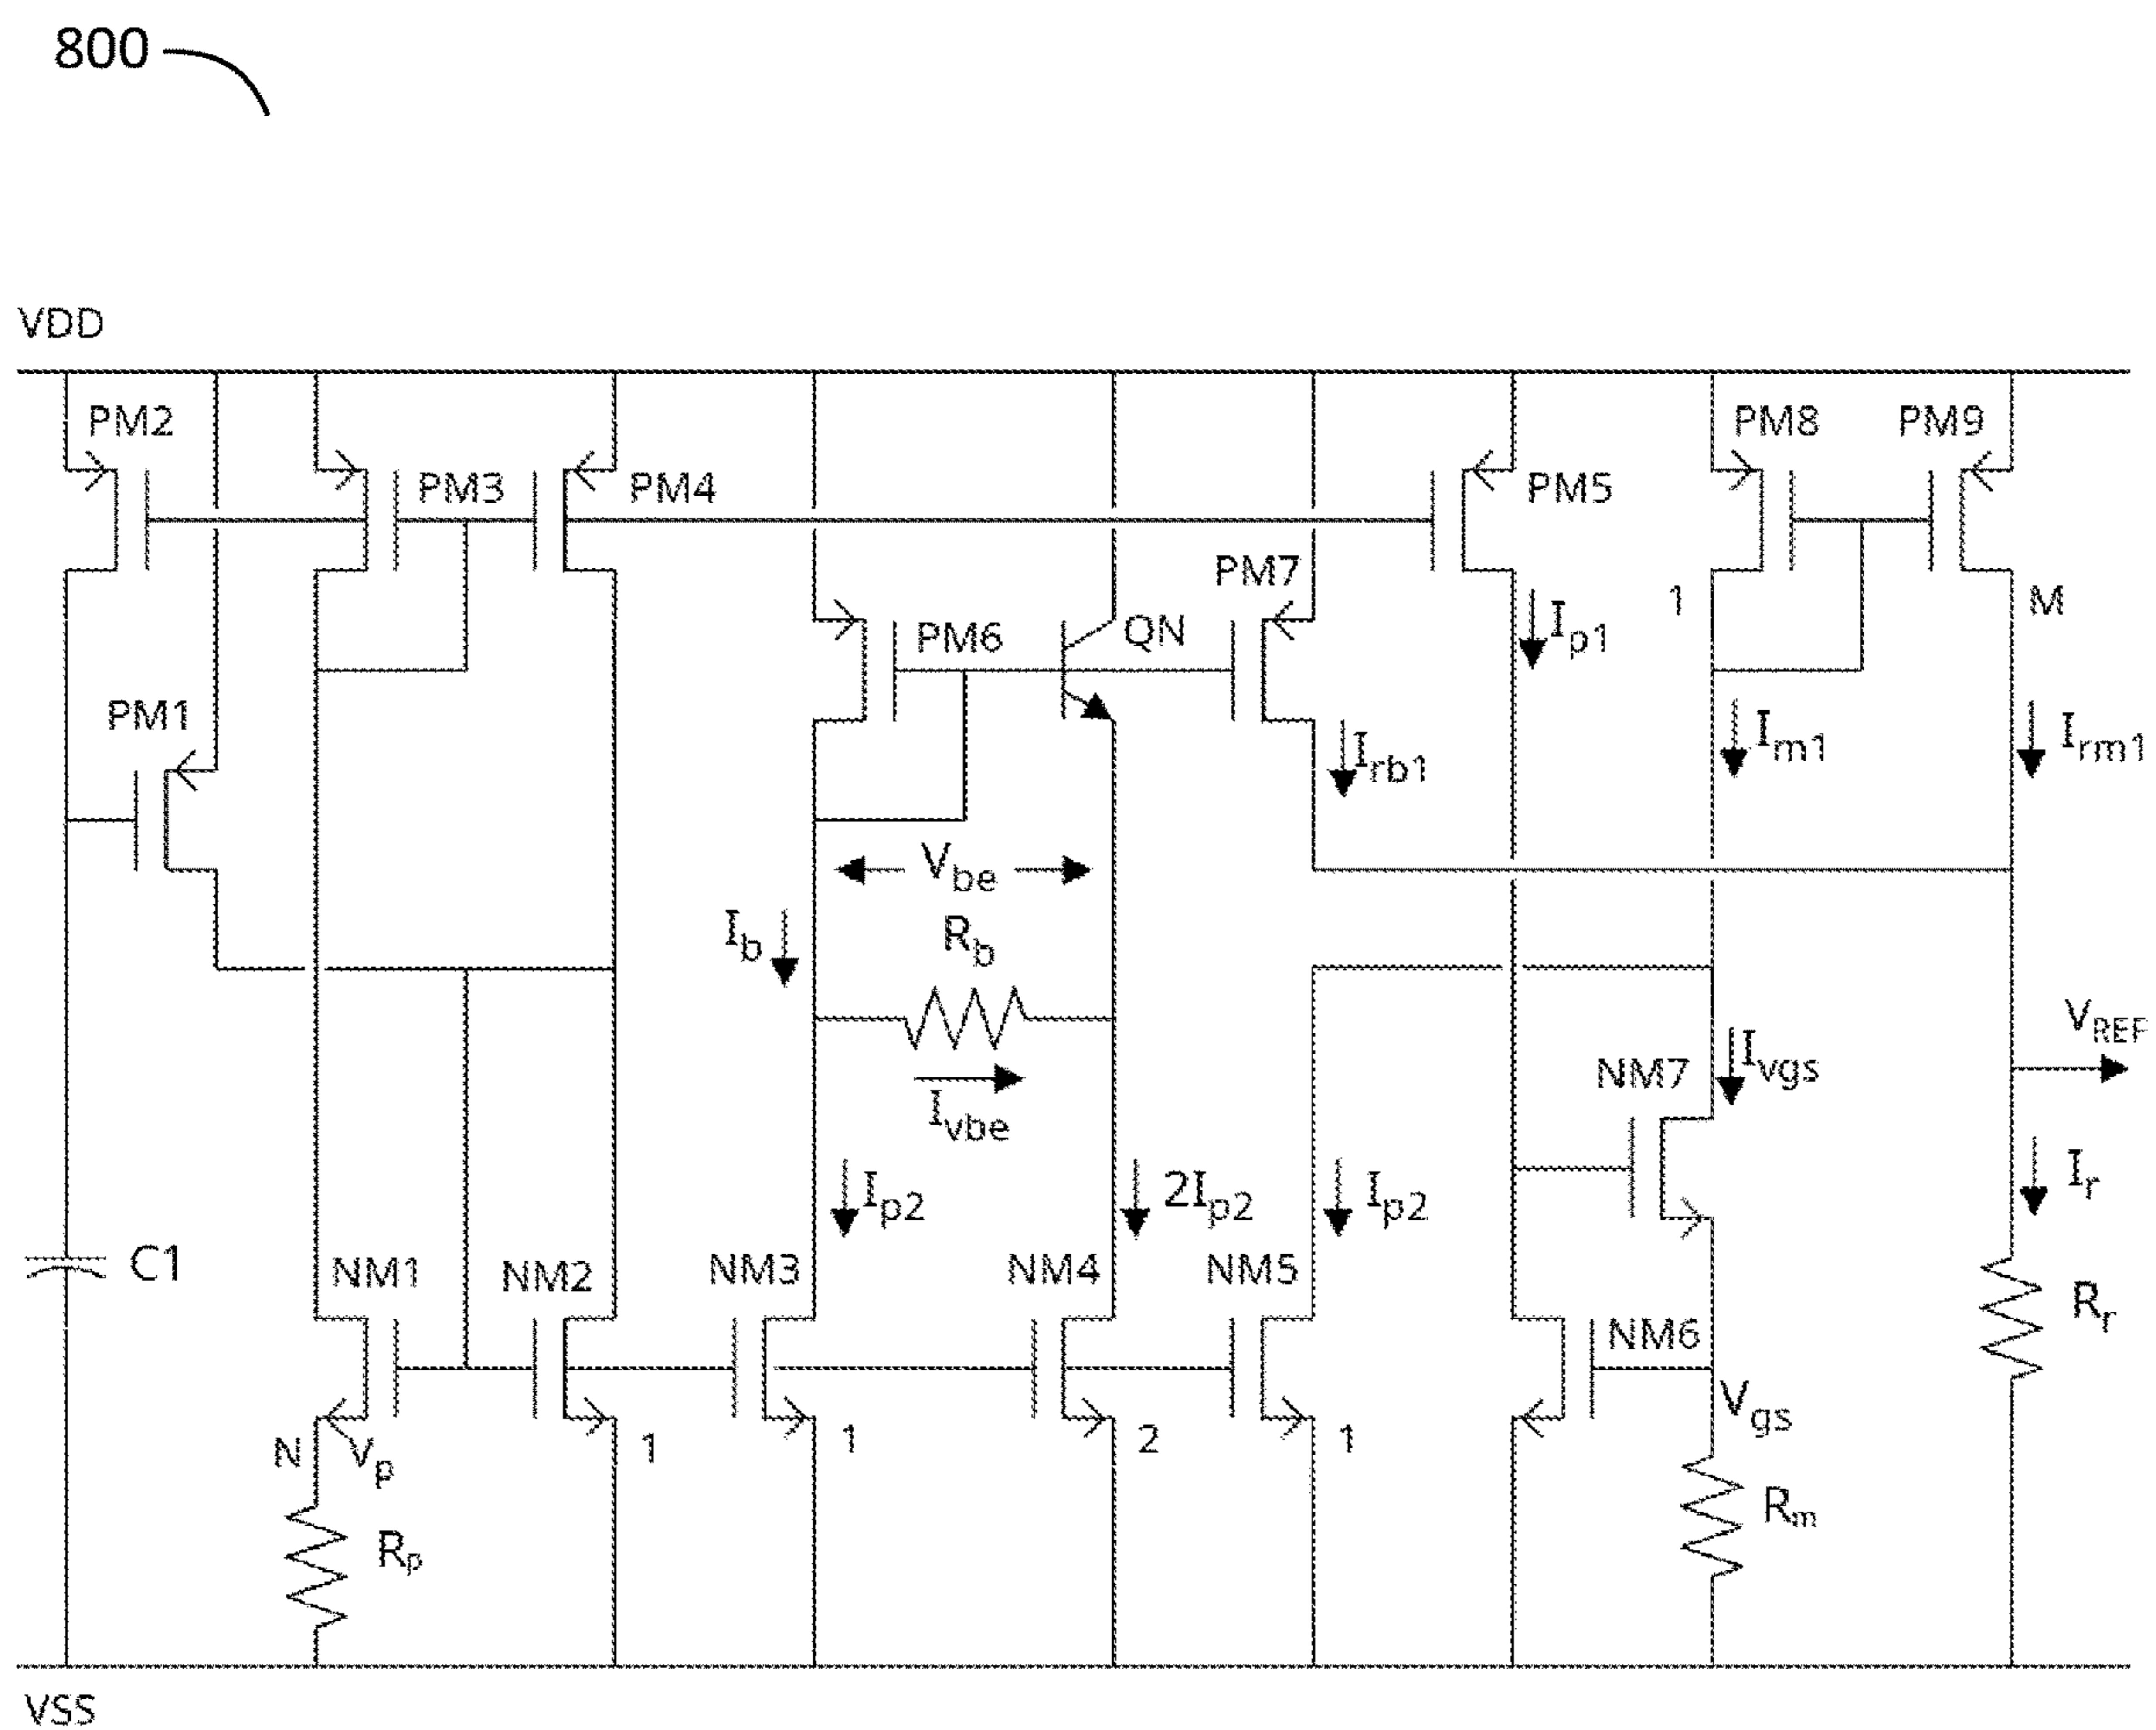 800
VDD
PM2
PM8
PM9
PM3
PM4
PM5
PM7
1
M
Ip1
PM6
QN
PM1
Irb1
Im1
Irm1
Vbe
Ib
Rb
VREF
Ivgs
NM7
Ivbe
Ip2
2Ip2
Ip2
Ir
C1
NM1
NM2
NM3
NM4
NM5
NM6
Rr
Vgs
N
Vp
1
1
2
1
Rm
Rp
VSS